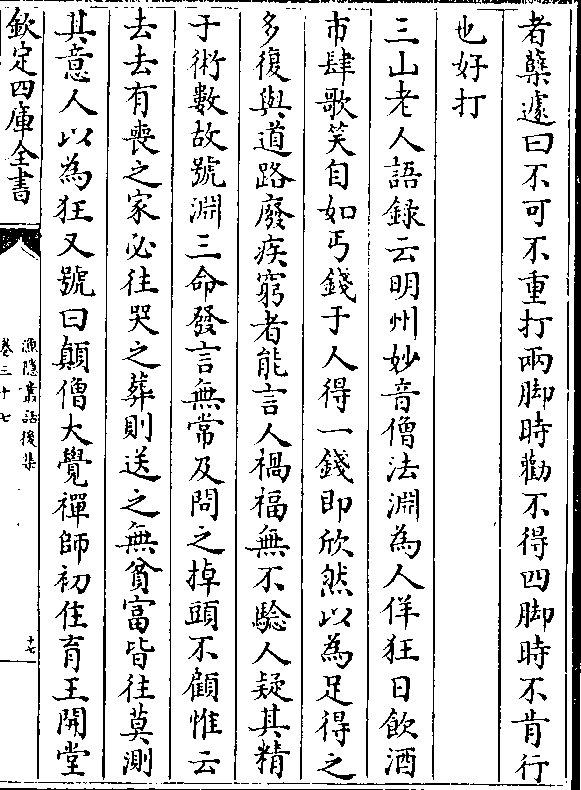 者蘃遽曰不可不重打兩脚時勸不得四脚時不肯行
也好打
三山老人語錄云明州妙音僧法淵為人佯狂日飲酒
市肆歌笑自如丐錢于人得一錢即欣然以為足得之
多復與道路廢疾窮者能言人禍福無不驗人疑其精
于術數故號淵三命發言無常及問之掉頭不顧惟云
去去有喪之家必往哭之葬則送之無貧富皆往莫測
其意人以為狂又號曰顛僧大覺禪師初住育王開堂
欽定四庫全書
漁隱叢話後集
卷三十七
十七